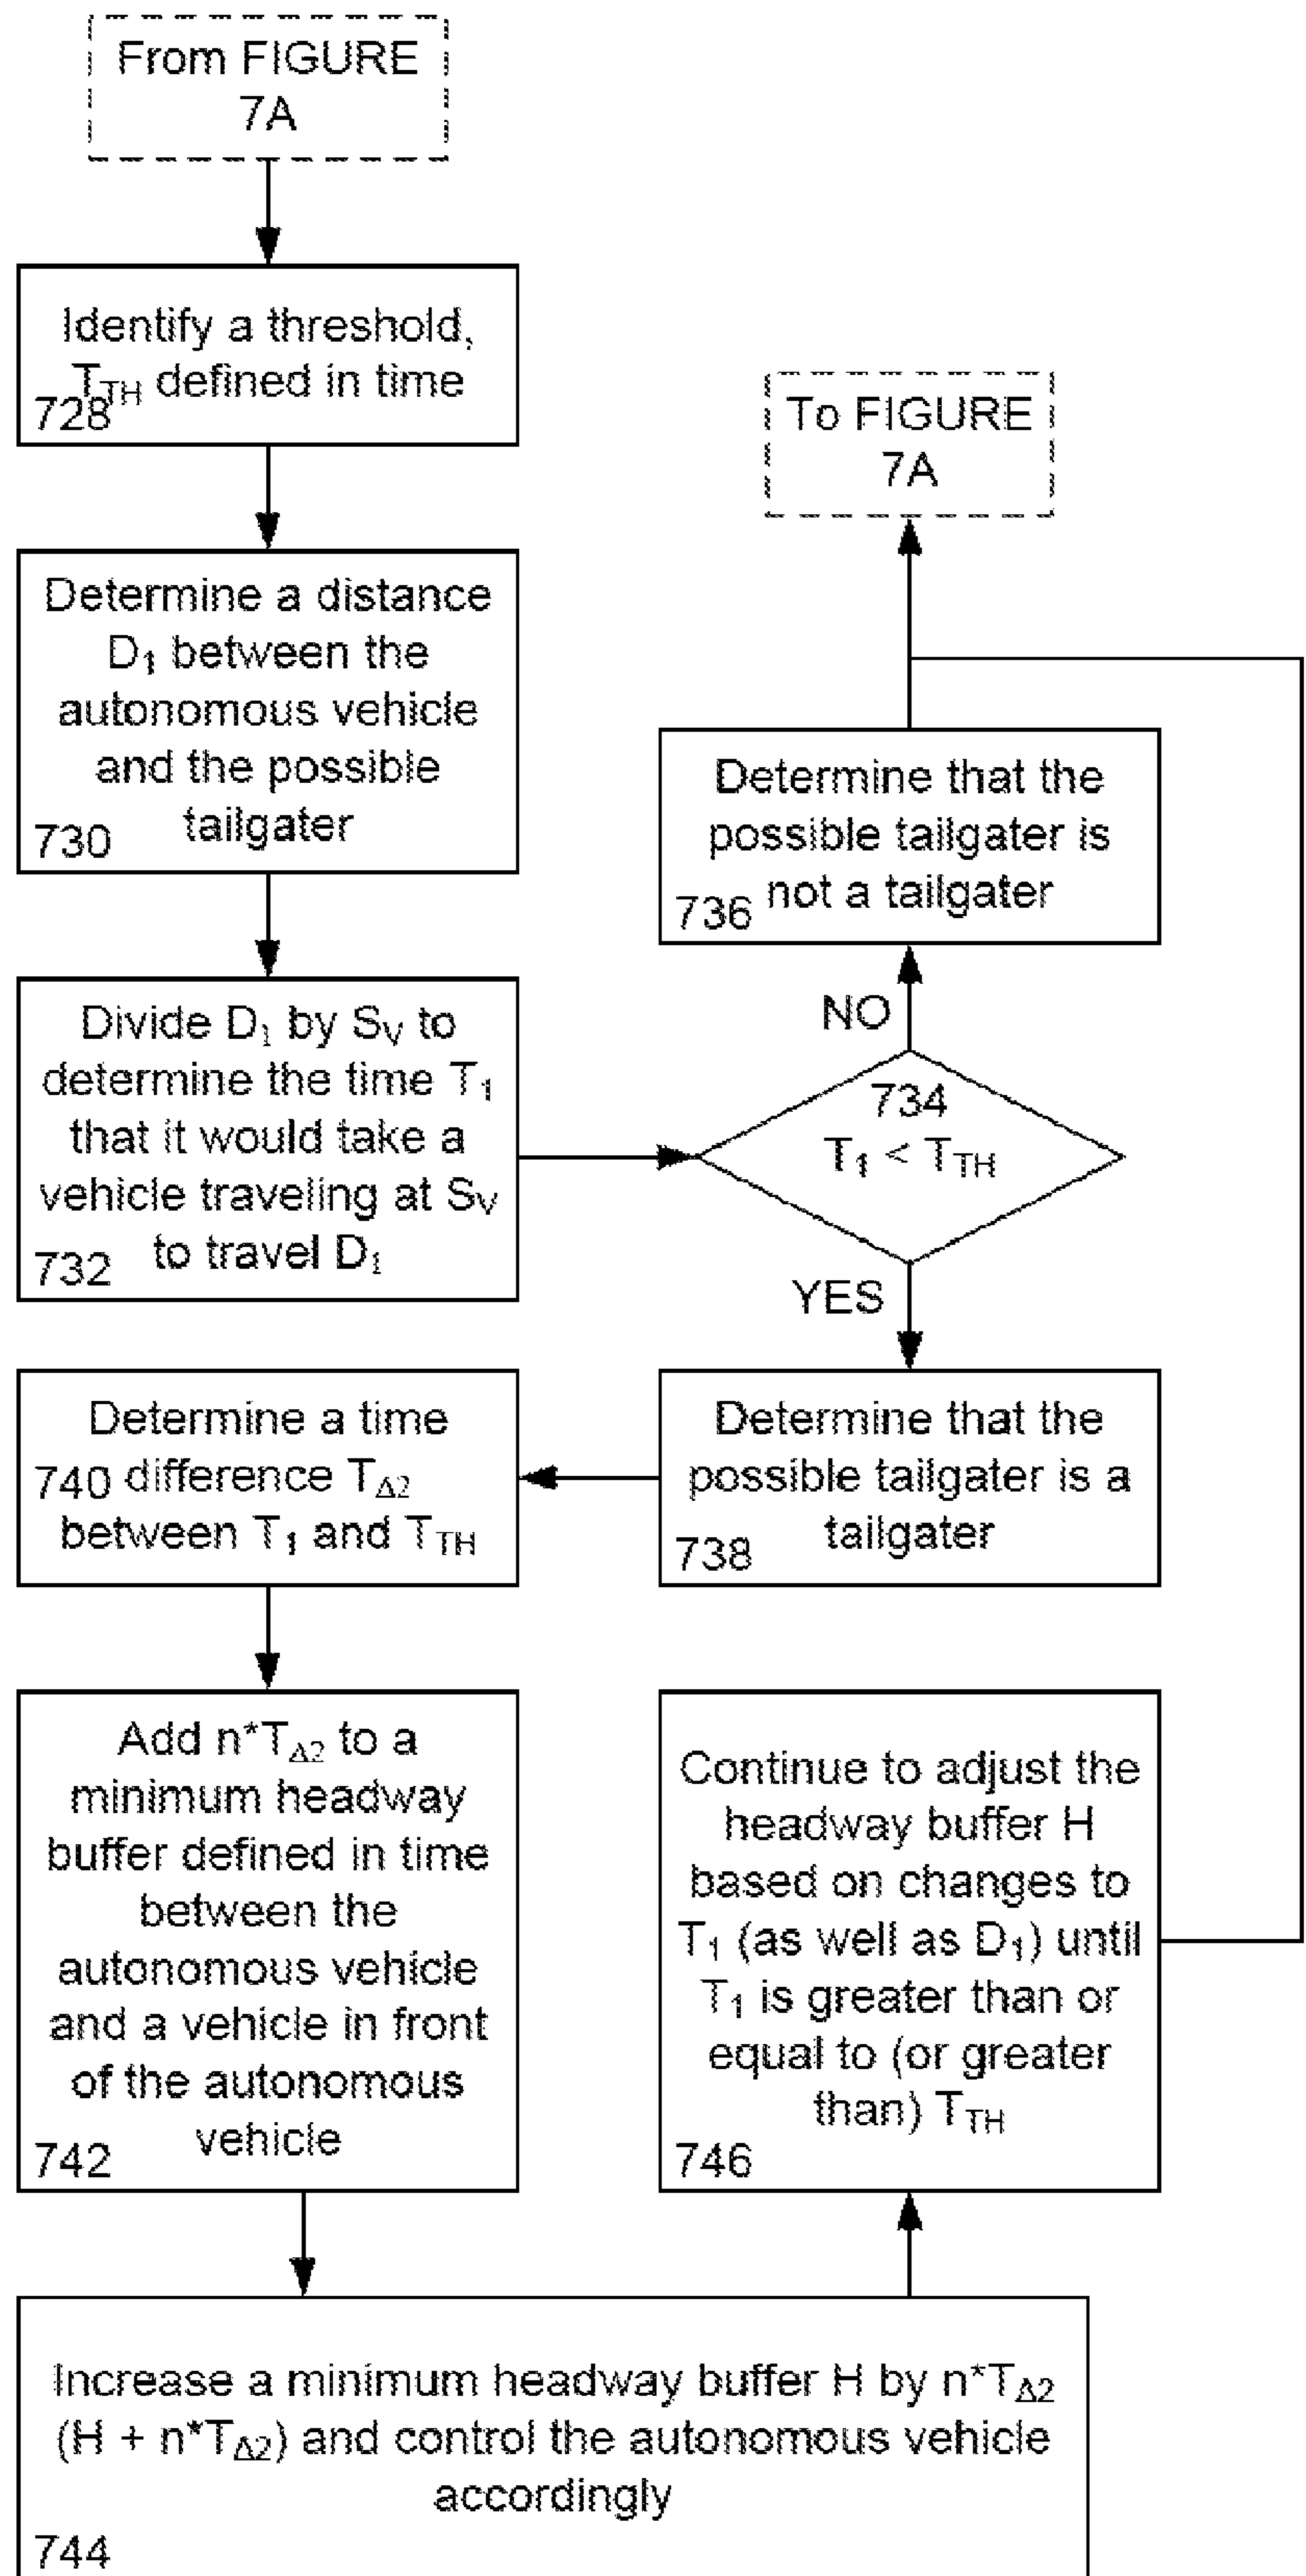 From FIGURE
7A
Identify a threshold,
T_TH defined in time
728
Determine a distance
D₁ between the
autonomous vehicle
and the possible
tailgater
730
Divide D₁ by S_V to
determine the time T₁
that it would take a
vehicle traveling at S_V
to travel D₁
732
To FIGURE
7A
Determine that the
possible tailgater is
not a tailgater
736
NO
734
T₁ < T_TH
YES
Determine that the
possible tailgater is a
tailgater
738
Determine a time
difference T_Δ2
between T₁ and T_TH
740
Add n*T_Δ2 to a
minimum headway
buffer defined in time
between the
autonomous vehicle
and a vehicle in front
of the autonomous
vehicle
742
Increase a minimum headway buffer H by n*T_Δ2
(H + n*T_Δ2) and control the autonomous vehicle
accordingly
744
Continue to adjust the
headway buffer H
based on changes to
T₁ (as well as D₁) until
T₁ is greater than or
equal to (or greater
than) T_TH
746